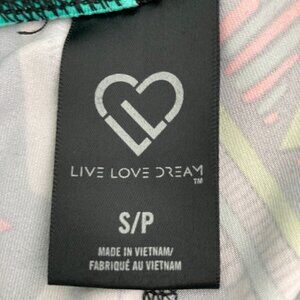 LIVE LOVE DREAM
TM
S/P
MADE IN VIETNAM/
FABRIQUÉ AU VIETNAM